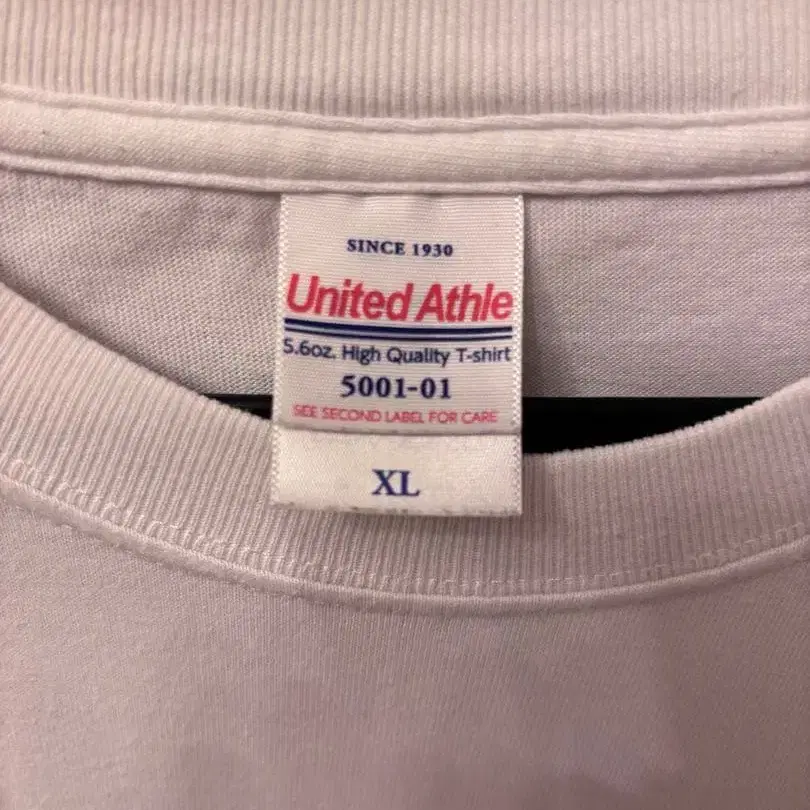 SINCE 1930
United Athle
5.6oz. High Quality T-shirt
5001-01
SEE SECOND LABEL FOR CARE
XL